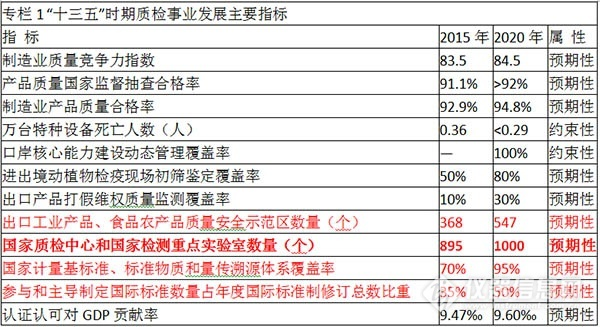 专栏 1“十三五”时期质检事业发展主要指标
指 标 2015 年 2020 年 属 性
制造业质量竞争力指数 83.5 84.5 预期性
产品质量国家监督抽查合格率 91.1% >92% 预期性
制造业产品质量合格率 92.9% 94.8% 预期性
万台特种设备死亡人数（人） 0.36 <0.29 约束性
口岸核心能力建设动态管理覆盖率 — 100% 约束性
进出境动植物检疫现场初筛鉴定覆盖率 50% 80% 预期性
出口产品打假维权质量监测覆盖率 10% 30% 预期性
出口工业产品、食品农产品质量安全示范区数量（个） 368 547 预期性
国家质检中心和国家检测重点实验室数量（个） 895 1000 预期性
国家计量基标准、标准物质和量传溯源体系覆盖率 70% 95% 预期性
参与和主导制定国际标准数量占年度国际标准制修订总数比重 35% 50% 预期性
认证认可对 GDP 贡献率 9.47‰ 9.60‰ 预期性